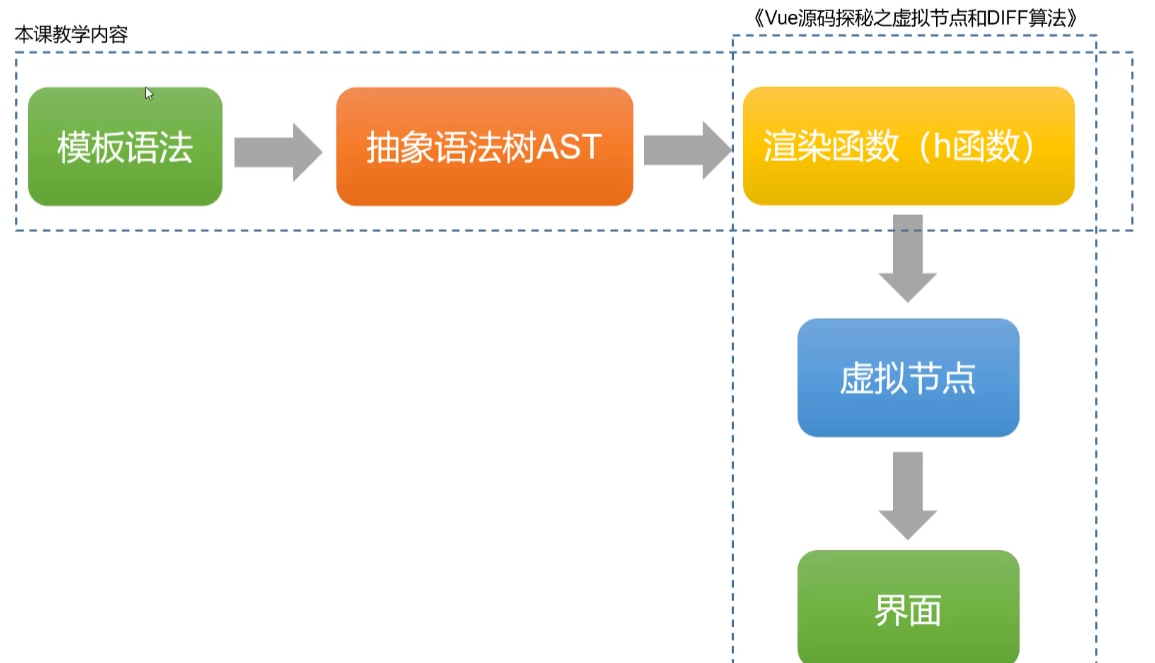 《Vue源码探秘之虚拟节点和DIFF算法》
本课教学内容
模板语法
抽象语法树AST
渲染函数（h函数）
虚拟节点
界面